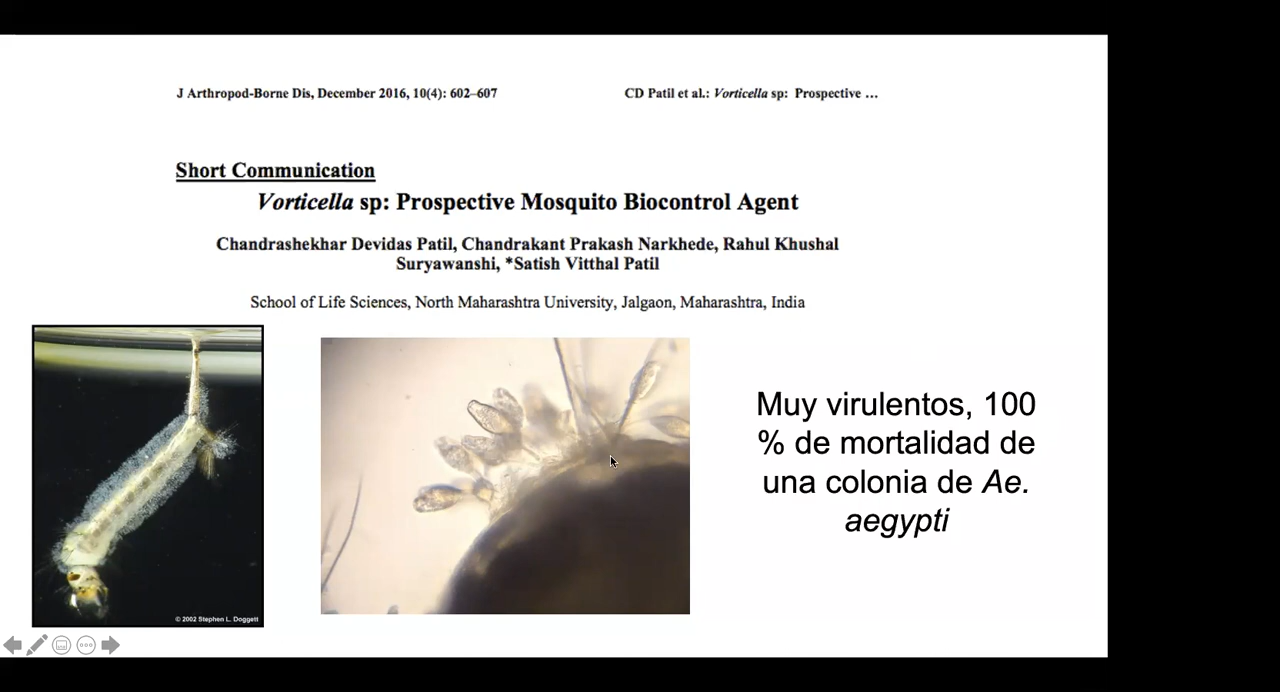 J Arthropod-Borne Dis, December 2016, 10(4): 602–607
CD Patil et al.: Vorticella sp: Prospective …
Short Communication
Vorticella sp: Prospective Mosquito Biocontrol Agent
Chandrashekhar Devidas Patil, Chandrakant Prakash Narkhede, Rahul Khushal
Suryawanshi, *Satish Vitthal Patil
School of Life Sciences, North Maharashtra University, Jalgaon, Maharashtra, India
© 2002 Stephen L. Doggett
Muy virulentos, 100
% de mortalidad de
una colonia de Ae.
aegypti